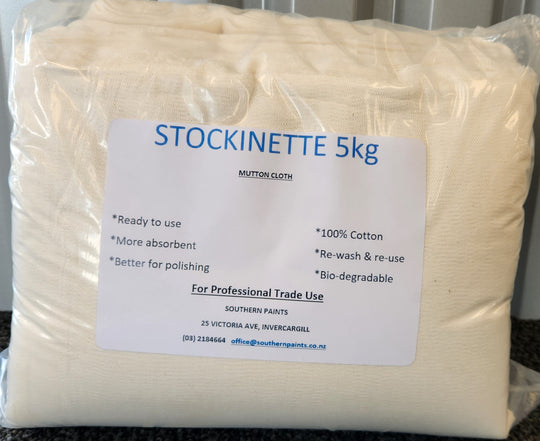 STOCKINETTE 5kg
MUTTON CLOTH
*Ready to use
*More absorbent
*Better for polishing
*100% Cotton
*Re-wash & re-use
*Bio-degradable
For Professional Trade Use
SOUTHERN PAINTS
25 VICTORIA AVE, INVERCARGILL
(03) 2184664 office@southernpaints.co.nz